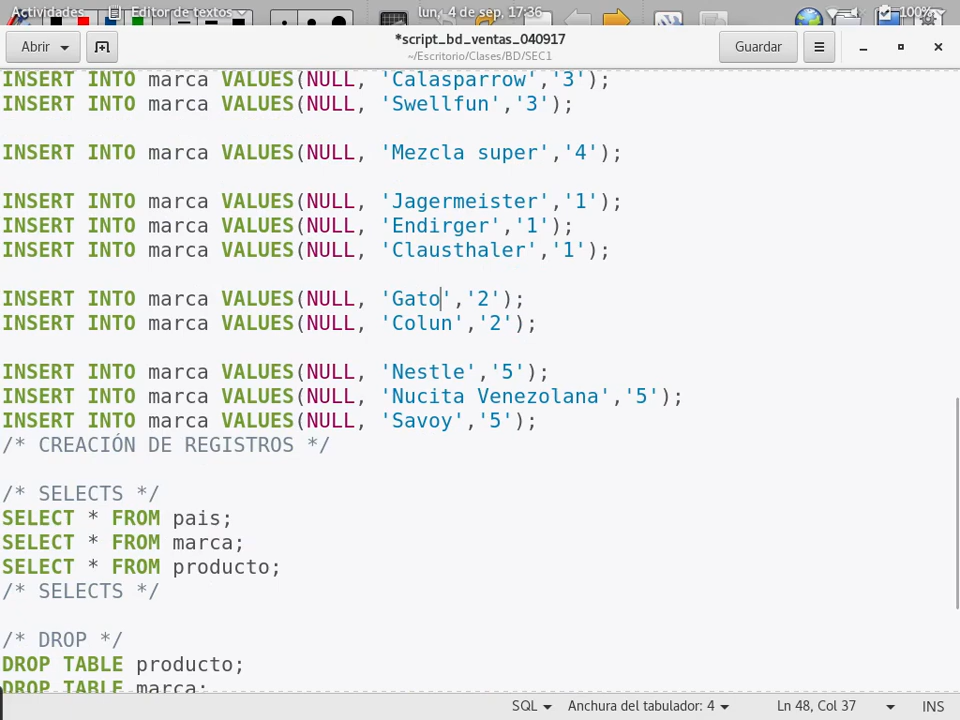 Actividades Editor de textos lun, 4 de sep, 17:36 100%
Abrir *script_bd_ventas_040917 Guardar
~/Escritorio/Clases/BD/SEC1
INSERT INTO marca VALUES(NULL, 'Calasparrow','3');
INSERT INTO marca VALUES(NULL, 'Swellfun','3');
INSERT INTO marca VALUES(NULL, 'Mezcla super','4');
INSERT INTO marca VALUES(NULL, 'Jagermeister','1');
INSERT INTO marca VALUES(NULL, 'Endirger','1');
INSERT INTO marca VALUES(NULL, 'Clausthaler','1');
INSERT INTO marca VALUES(NULL, 'Gato','2');
INSERT INTO marca VALUES(NULL, 'Colun','2');
INSERT INTO marca VALUES(NULL, 'Nestle','5');
INSERT INTO marca VALUES(NULL, 'Nucita Venezolana','5');
INSERT INTO marca VALUES(NULL, 'Savoy','5');
/* CREACIÓN DE REGISTROS */
/* SELECTS */
SELECT * FROM pais;
SELECT * FROM marca;
SELECT * FROM producto;
/* SELECTS */
/* DROP */
DROP TABLE producto;
DROP TABLE marca;
SQL Anchura del tabulador: 4 Ln 48, Col 37 INS